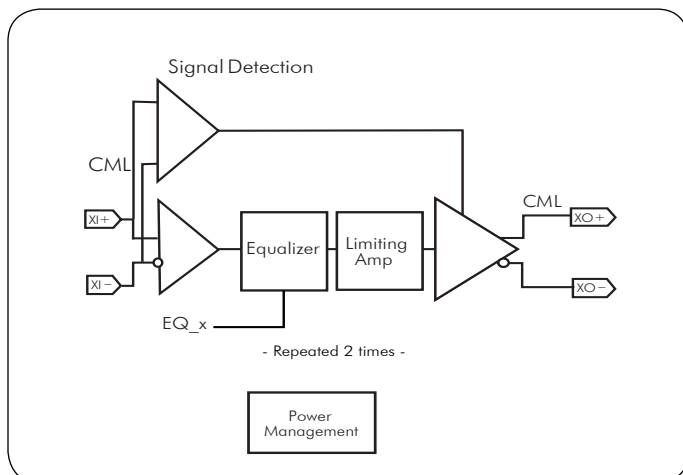 Signal Detection
CML
XI+
XI−
Equalizer
Limiting
Amp
CML
XO+
XO−
EQ_x
- Repeated 2 times -
Power
Management